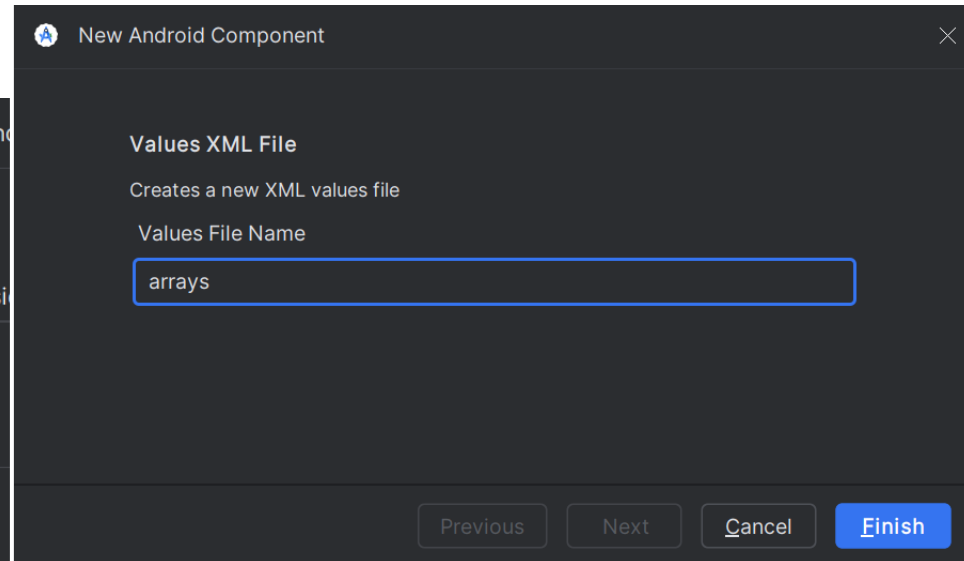 New Android Component
Values XML File
Creates a new XML values file
Values File Name
arrays
Previous
Next
Cancel
Finish